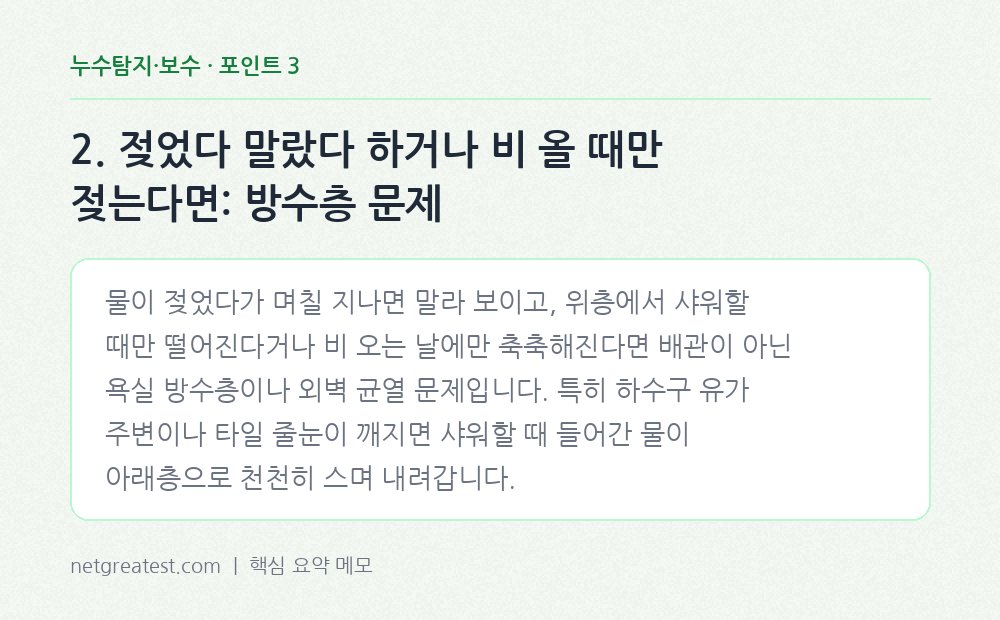 누수탐지·보수 · 포인트 3
2. 젖었다 말랐다 하거나 비 올 때만
젖는다면: 방수층 문제
물이 젖었다가 며칠 지나면 말라 보이고, 위층에서 샤워할
때만 떨어진다거나 비 오는 날에만 축축해진다면 배관이 아닌
욕실 방수층이나 외벽 균열 문제입니다. 특히 하수구 유가
주변이나 타일 줄눈이 깨지면 샤워할 때 들어간 물이
아래층으로 천천히 스며 내려갑니다.
netgreatest.com | 핵심 요약 메모